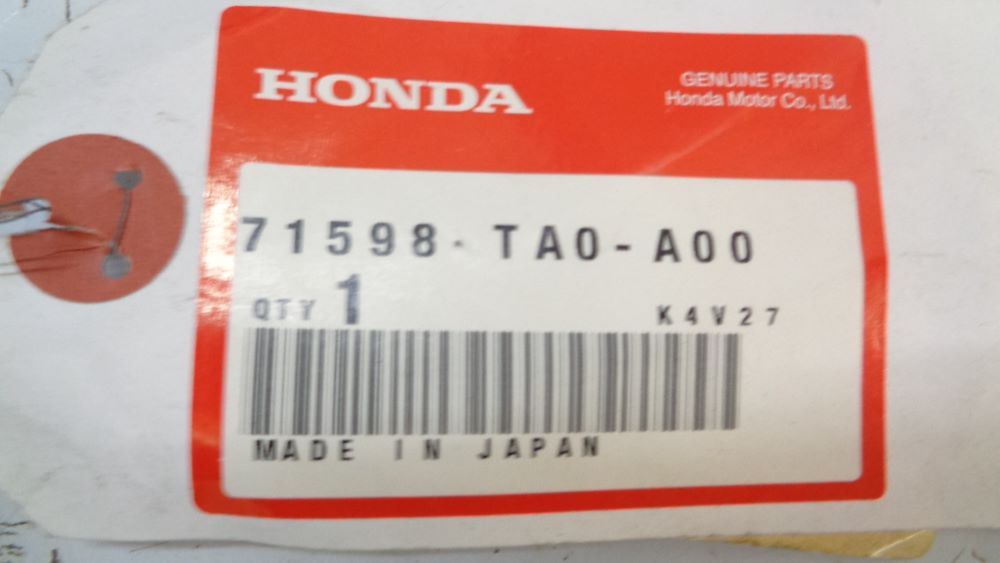 HONDA
GENUINE PARTS
Honda Motor Co., Ltd.
71598-TA0-A00
QTY 1 K4V27
MADE IN JAPAN